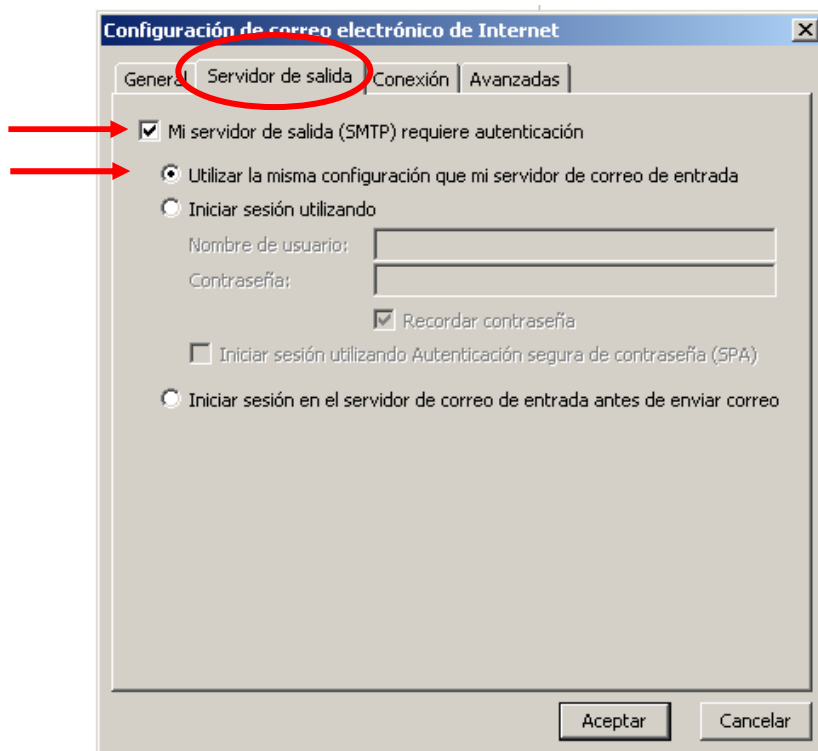 Configuración de correo electrónico de Internet
General Servidor de salida Conexión Avanzadas
Mi servidor de salida (SMTP) requiere autenticación
Utilizar la misma configuración que mi servidor de correo de entrada
Iniciar sesión utilizando
Nombre de usuario:
Contraseña:
Recordar contraseña
Iniciar sesión utilizando Autenticación segura de contraseña (SPA)
Iniciar sesión en el servidor de correo de entrada antes de enviar correo
Aceptar Cancelar